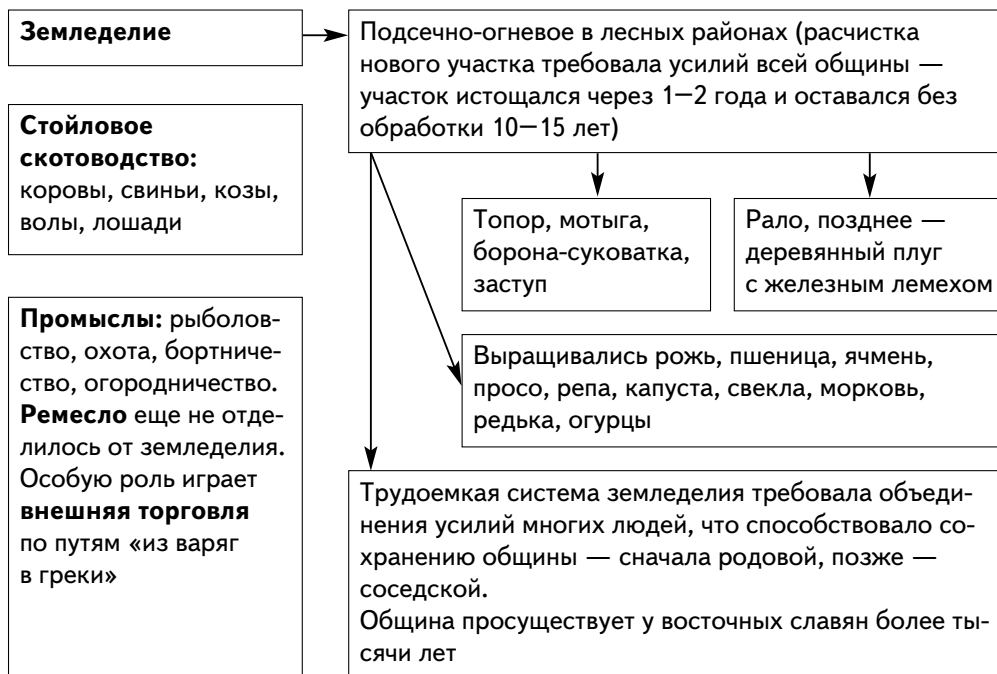 Земледелие
Подсечно-огневое в лесных районах (расчистка
нового участка требовала усилий всей общины —
участок истощался через 1—2 года и оставался без
обработки 10—15 лет)
Стойловое
скотоводство:
коровы, свиньи, козы,
волы, лошади
Топор, мотыга,
борона-суковатка,
заступ
Рало, позднее —
деревянный плуг
с железным лемехом
Промыслы: рыболов-
ство, охота, бортниче-
ство, огородничество.
Ремесло еще не отде-
лилось от земледелия.
Особую роль играет
внешняя торговля
по путям «из варяг
в греки»
Выращивались рожь, пшеница, ячмень,
просо, репа, капуста, свекла, морковь,
редька, огурцы
Трудоемкая система земледелия требовала объеди-
нения усилий многих людей, что способствовало со-
хранению общины — сначала родовой, позже —
соседской.
Община просуществует у восточных славян более ты-
сячи лет